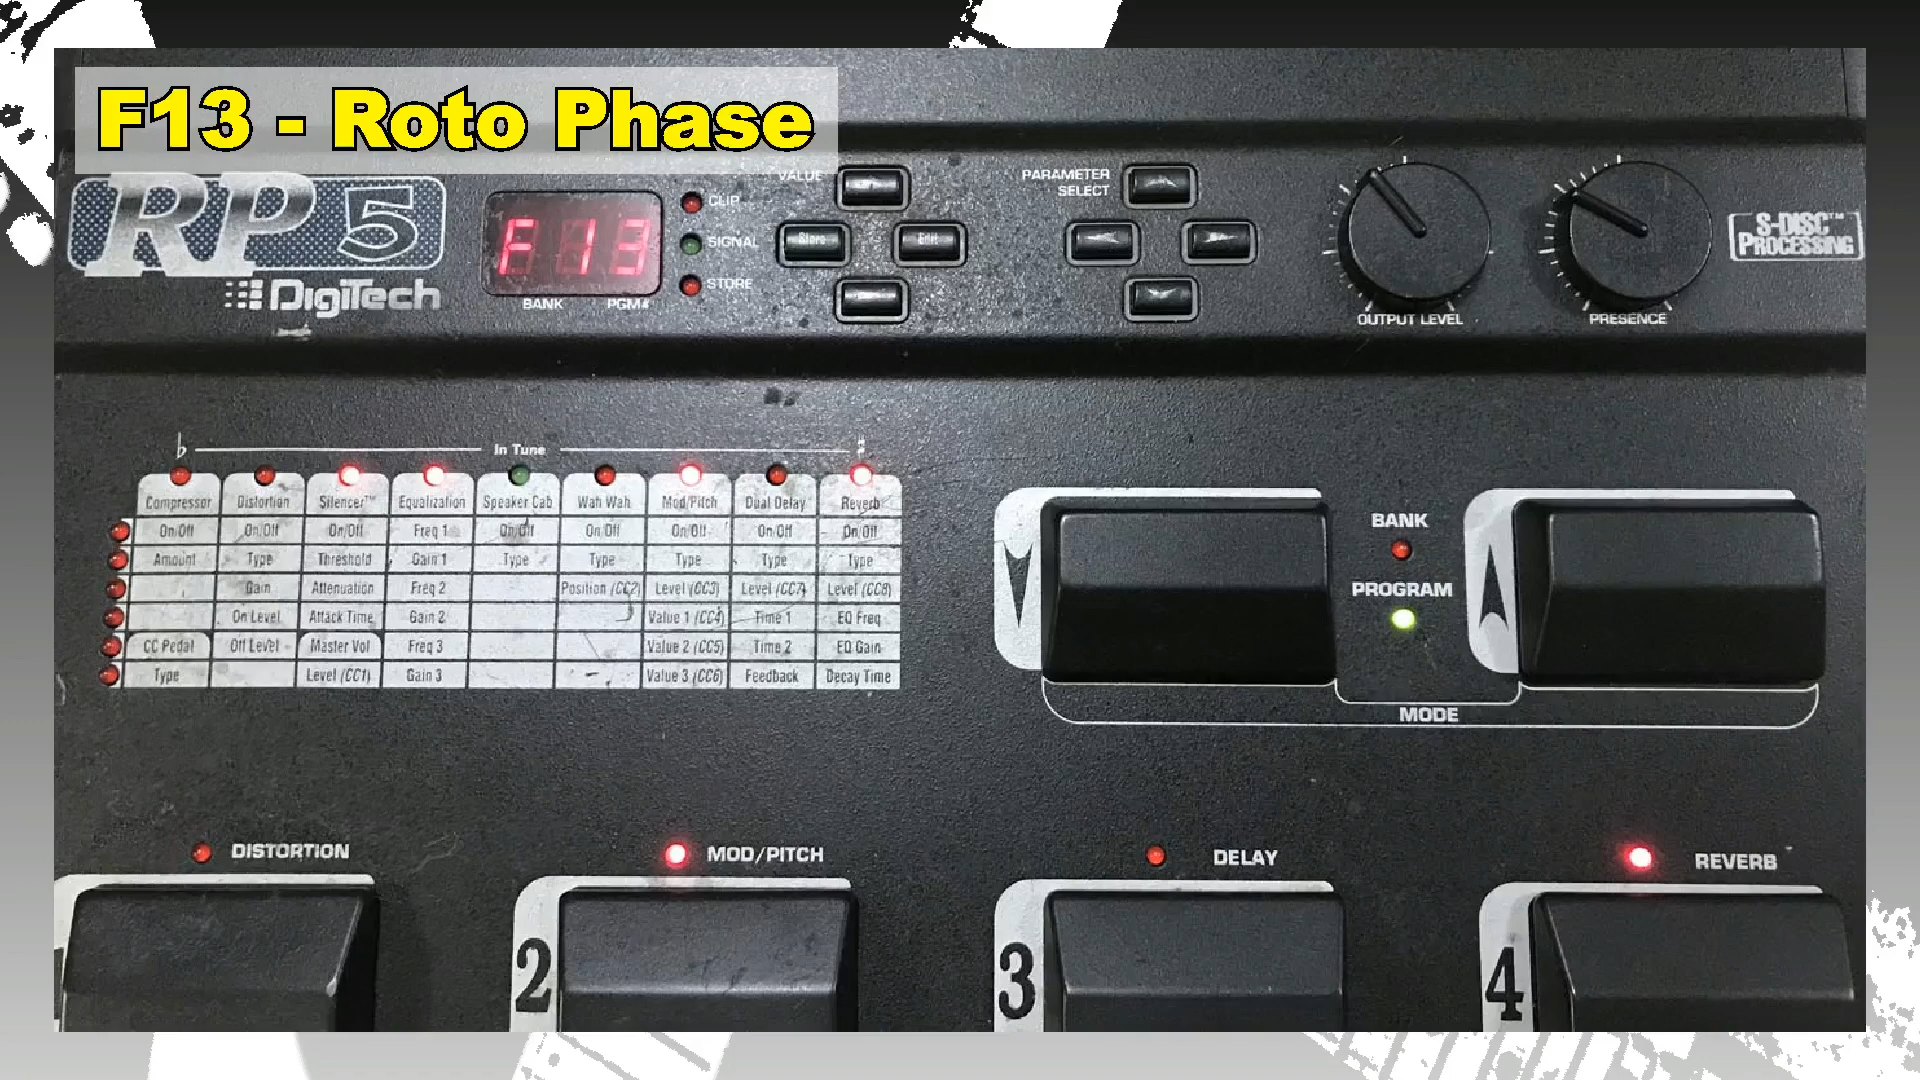 F13 - Roto Phase
RP 5
DigiTech
F 13
BANK PGM#
CLIP
SIGNAL
STORE
VALUE
Store Edit
PARAMETER
SELECT
OUTPUT LEVEL
PRESENCE
S-DISC™
PROCESSING
♭ In Tune ♯
Compressor Distortion Silencer™ Equalization Speaker Cab Wah Wah Mod/Pitch Dual Delay Reverb
On/Off On/Off On/Off Freq 1 On/Off On/Off On/Off On/Off On/Off
Amount Type Threshold Gain 1 Type Type Type Type Type
Gain Attenuation Freq 2 Position (CC2) Level (CC3) Level (CC7) Level (CC8)
On Level Attack Time Gain 2 Value 1 (CC4) Time 1 EQ Freq
CC Pedal Off Level Master Vol Freq 3 Value 2 (CC5) Time 2 EQ Gain
Type Level (CC1) Gain 3 Value 3 (CC6) Feedback Decay Time
BANK
PROGRAM
MODE
DISTORTION
MOD/PITCH
DELAY
REVERB
2
3
4